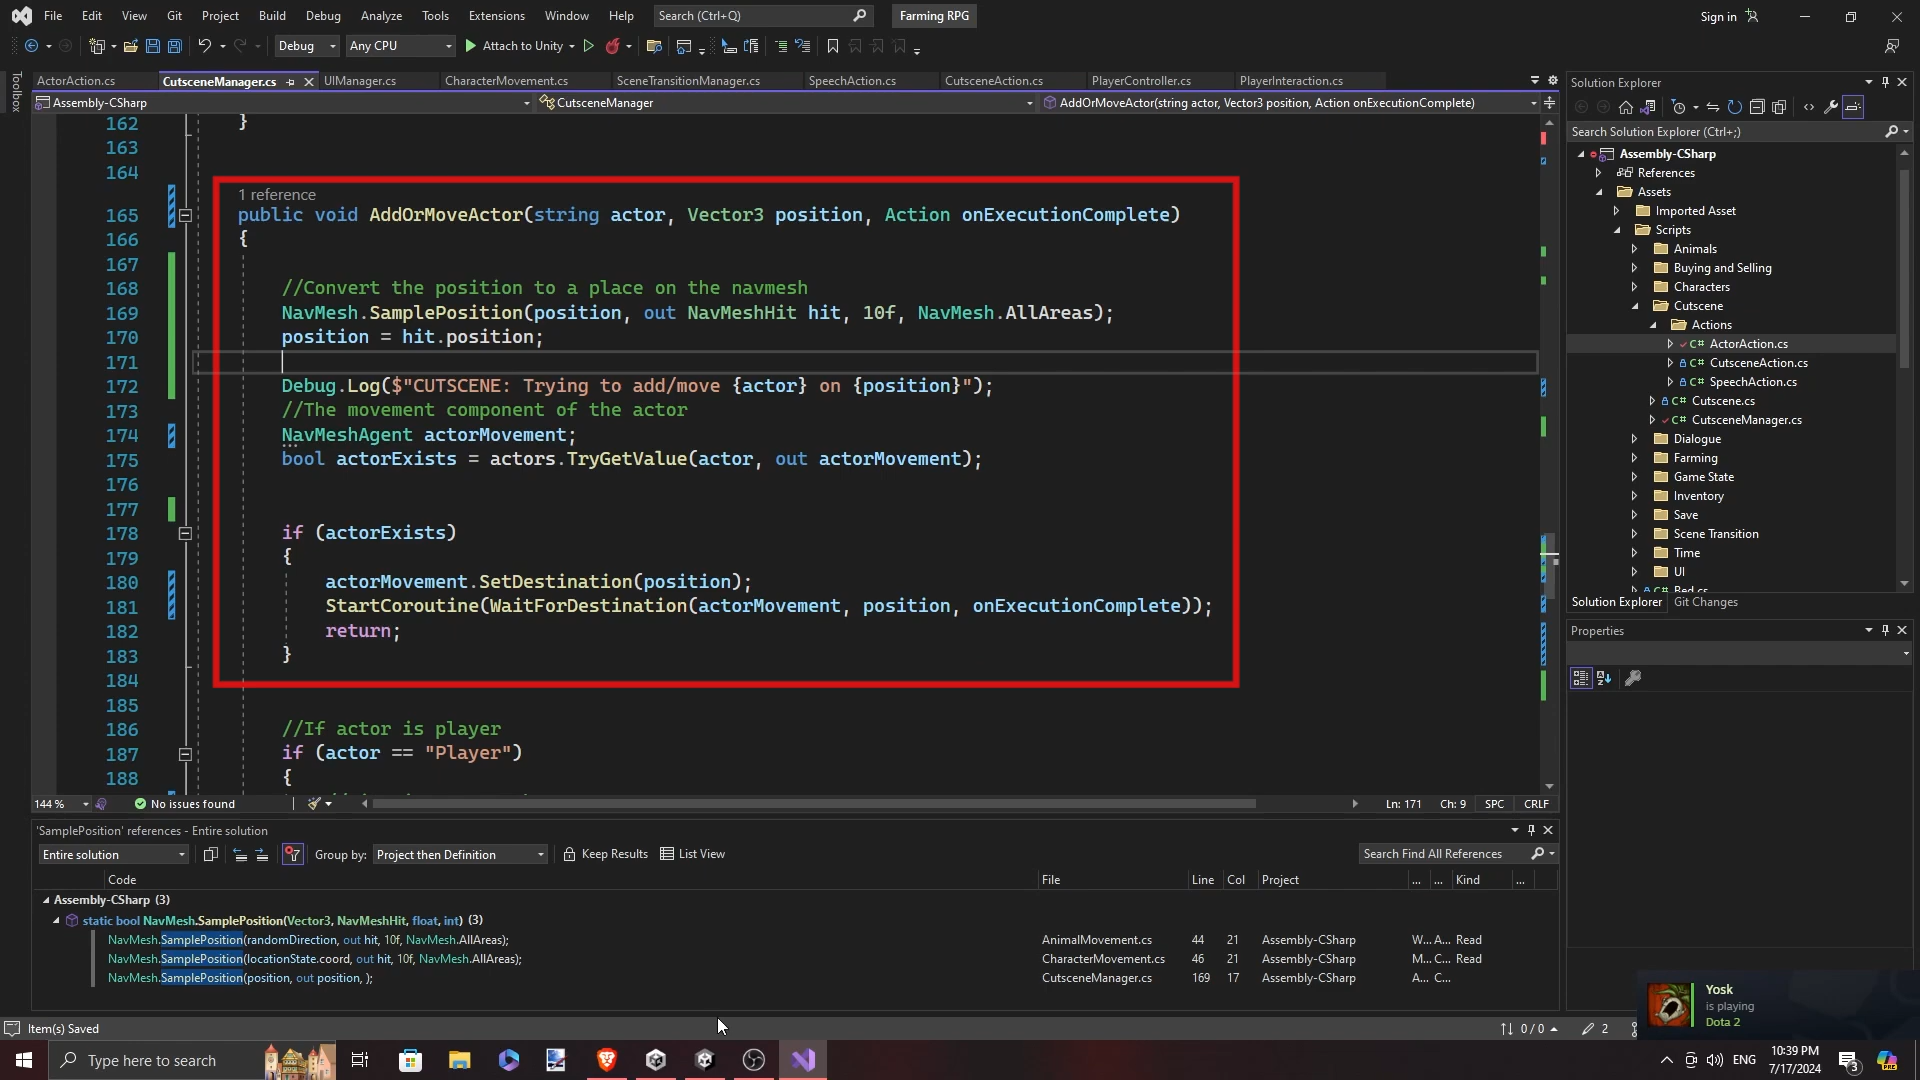 File Edit View Git Project Build Debug Analyze Tools Extensions Window Help Search (Ctrl+Q) Farming RPG Sign in
Debug Any CPU Attach to Unity
ActorAction.cs CutsceneManager.cs UIManager.cs CharacterMovement.cs SceneTransitionManager.cs SpeechAction.cs CutsceneAction.cs PlayerController.cs PlayerInteraction.cs
Toolbox
Assembly-CSharp CutsceneManager AddOrMoveActor(string actor, Vector3 position, Action onExecutionComplete)
162 }
163
164
1 reference
165 public void AddOrMoveActor(string actor, Vector3 position, Action onExecutionComplete)
166 {
167
168 //Convert the position to a place on the navmesh
169 NavMesh.SamplePosition(position, out NavMeshHit hit, 10f, NavMesh.AllAreas);
170 position = hit.position;
171
172 Debug.Log($"CUTSCENE: Trying to add/move {actor} on {position}");
173 //The movement component of the actor
174 NavMeshAgent actorMovement;
175 bool actorExists = actors.TryGetValue(actor, out actorMovement);
176
177
178 if (actorExists)
179 {
180 actorMovement.SetDestination(position);
181 StartCoroutine(WaitForDestination(actorMovement, position, onExecutionComplete));
182 return;
183 }
184
185
186 //If actor is player
187 if (actor == "Player")
188 {
144 % No issues found Ln: 171 Ch: 9 SPC CRLF
'SamplePosition' references - Entire solution
Entire solution Group by: Project then Definition Keep Results List View Search Find All References
Code File Line Col Project ... ... Kind ...
Assembly-CSharp (3)
static bool NavMesh.SamplePosition(Vector3, NavMeshHit, float, int) (3)
NavMesh.SamplePosition(randomDirection, out hit, 10f, NavMesh.AllAreas); AnimalMovement.cs 44 21 Assembly-CSharp W... A... Read
NavMesh.SamplePosition(locationState.coord, out hit, 10f, NavMesh.AllAreas); CharacterMovement.cs 46 21 Assembly-CSharp M... C... Read
NavMesh.SamplePosition(position, out position, ); CutsceneManager.cs 169 17 Assembly-CSharp A... C...
Solution Explorer
Search Solution Explorer (Ctrl+;)
Assembly-CSharp
References
Assets
Imported Asset
Scripts
Animals
Buying and Selling
Characters
Cutscene
Actions
C# ActorAction.cs
C# CutsceneAction.cs
C# SpeechAction.cs
C# Cutscene.cs
C# CutsceneManager.cs
Dialogue
Farming
Game State
Inventory
Save
Scene Transition
Time
UI
C# Bed.cs
Solution Explorer Git Changes
Properties
Yosk
is playing
Dota 2
Item(s) Saved 0 / 0 2
Type here to search ENG 10:39 PM
7/17/2024 3 PRE